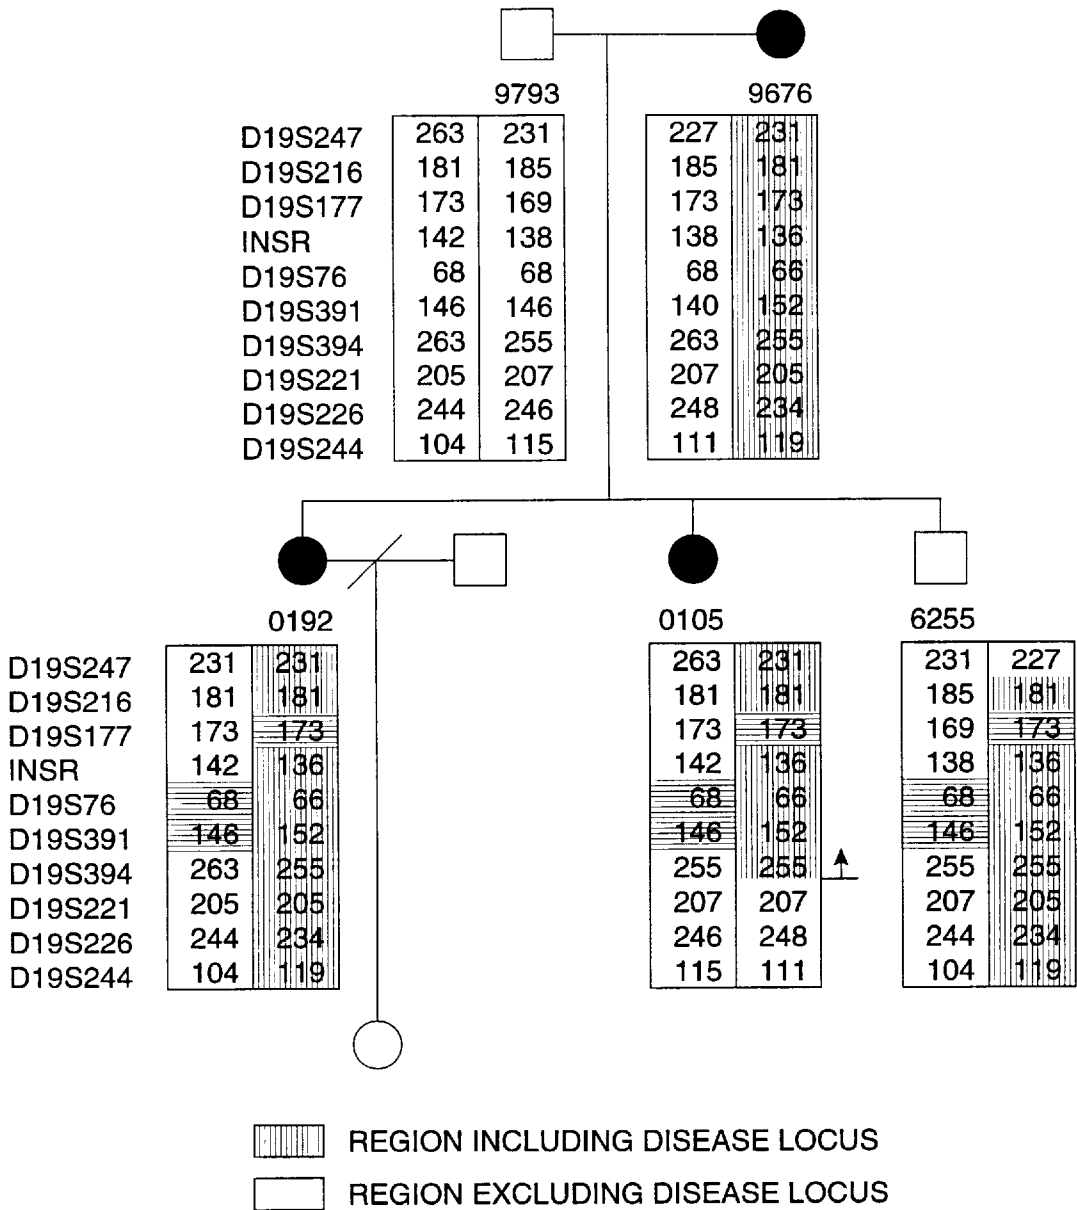 9793 9676
D19S247 263 231 227 231
D19S216 181 185 185 181
D19S177 173 169 173 173
INSR 142 138 138 136
D19S76 68 68 68 66
D19S391 146 146 140 152
D19S394 263 255 263 255
D19S221 205 207 207 205
D19S226 244 246 248 234
D19S244 104 115 111 119
0192 0105 6255
D19S247 231 231 263 231 231 227
D19S216 181 181 181 181 185 181
D19S177 173 173 173 173 169 173
INSR 142 136 142 136 138 136
D19S76 68 66 68 66 68 66
D19S391 146 152 146 152 146 152
D19S394 263 255 255 255 255 255
D19S221 205 205 207 207 207 205
D19S226 244 234 246 248 244 234
D19S244 104 119 115 111 104 119
REGION INCLUDING DISEASE LOCUS
REGION EXCLUDING DISEASE LOCUS